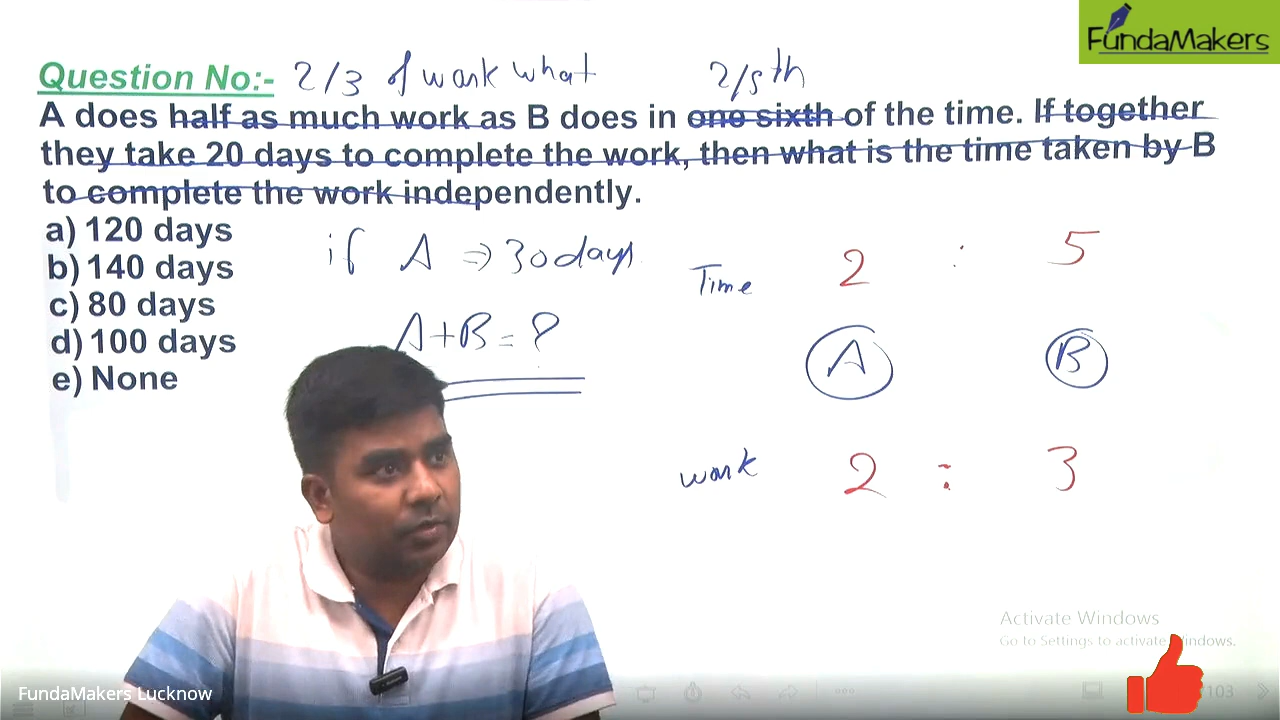 FundaMakers
Question No:- 2/3 of work what 2/5th
A does half as much work as B does in one sixth of the time. If together
they take 20 days to complete the work, then what is the time taken by B
to complete the work independently.
a) 120 days
b) 140 days
c) 80 days
d) 100 days
e) None
if A => 30 days
A+B = ?
Time 2 : 5
A B
work 2 : 3
Activate Windows
Go to Settings to activate Windows.
FundaMakers Lucknow
/103